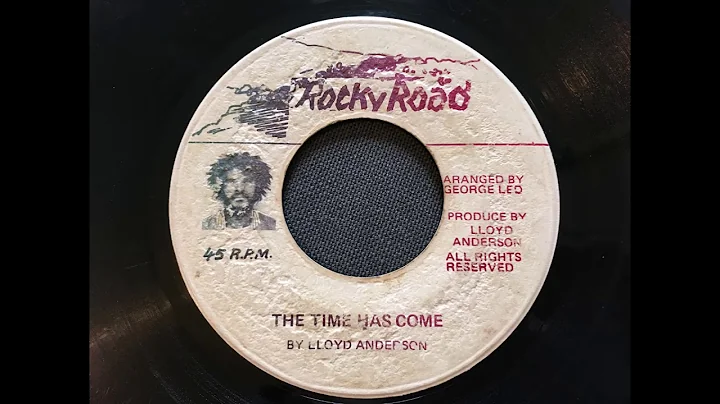 Rocky Road
ARANGED BY
GEORGE LEO
PRODUCE BY
LLOYD
ANDERSON
ALL RIGHTS
RESERVED
45 R.P.M.
THE TIME HAS COME
BY LLOYD ANDERSON